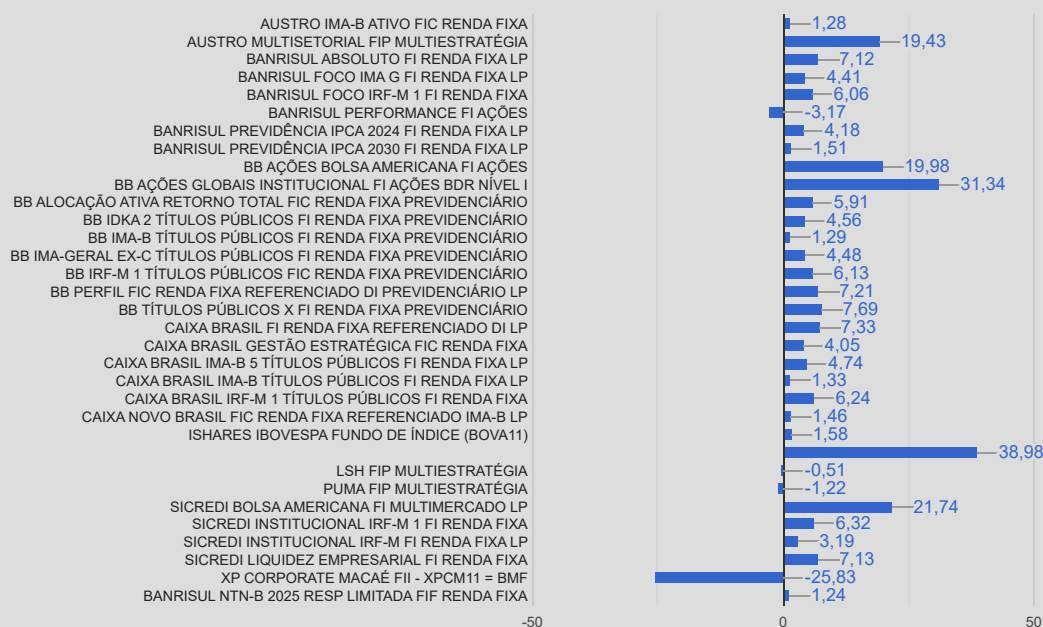 AUSTRO IMA-B ATIVO FIC RENDA FIXA 1,28
AUSTRO MULTISETORIAL FIP MULTIESTRATÉGIA 19,43
BANRISUL ABSOLUTO FI RENDA FIXA LP 7,12
BANRISUL FOCO IMA G FI RENDA FIXA LP 4,41
BANRISUL FOCO IRF-M 1 FI RENDA FIXA 6,06
BANRISUL PERFORMANCE FI AÇÕES -3,17
BANRISUL PREVIDÊNCIA IPCA 2024 FI RENDA FIXA LP 4,18
BANRISUL PREVIDÊNCIA IPCA 2030 FI RENDA FIXA LP 1,51
BB AÇÕES BOLSA AMERICANA FI AÇÕES 19,98
BB AÇÕES GLOBAIS INSTITUCIONAL FI AÇÕES BDR NÍVEL I 31,34
BB ALOCAÇÃO ATIVA RETORNO TOTAL FIC RENDA FIXA PREVIDENCIÁRIO 5,91
BB IDKA 2 TÍTULOS PÚBLICOS FI RENDA FIXA PREVIDENCIÁRIO 4,56
BB IMA-B TÍTULOS PÚBLICOS FI RENDA FIXA PREVIDENCIÁRIO 1,29
BB IMA-GERAL EX-C TÍTULOS PÚBLICOS FI RENDA FIXA PREVIDENCIÁRIO 4,48
BB IRF-M 1 TÍTULOS PÚBLICOS FIC RENDA FIXA PREVIDENCIÁRIO 6,13
BB PERFIL FIC RENDA FIXA REFERENCIADO DI PREVIDENCIÁRIO LP 7,21
BB TÍTULOS PÚBLICOS X FI RENDA FIXA PREVIDENCIÁRIO 7,69
CAIXA BRASIL FI RENDA FIXA REFERENCIADO DI LP 7,33
CAIXA BRASIL GESTÃO ESTRATÉGICA FIC RENDA FIXA 4,05
CAIXA BRASIL IMA-B 5 TÍTULOS PÚBLICOS FI RENDA FIXA LP 4,74
CAIXA BRASIL IMA-B TÍTULOS PÚBLICOS FI RENDA FIXA LP 1,33
CAIXA BRASIL IRF-M 1 TÍTULOS PÚBLICOS FI RENDA FIXA 6,24
CAIXA NOVO BRASIL FIC RENDA FIXA REFERENCIADO IMA-B LP 1,46
ISHARES IBOVESPA FUNDO DE ÍNDICE (BOVA11) 1,58
38,98
LSH FIP MULTIESTRATÉGIA -0,51
PUMA FIP MULTIESTRATÉGIA -1,22
SICREDI BOLSA AMERICANA FI MULTIMERCADO LP 21,74
SICREDI INSTITUCIONAL IRF-M 1 FI RENDA FIXA 6,32
SICREDI INSTITUCIONAL IRF-M FI RENDA FIXA LP 3,19
SICREDI LIQUIDEZ EMPRESARIAL FI RENDA FIXA 7,13
XP CORPORATE MACAÉ FII - XPCM11 = BMF -25,83
BANRISUL NTN-B 2025 RESP LIMITADA FIF RENDA FIXA 1,24
-50 0 50